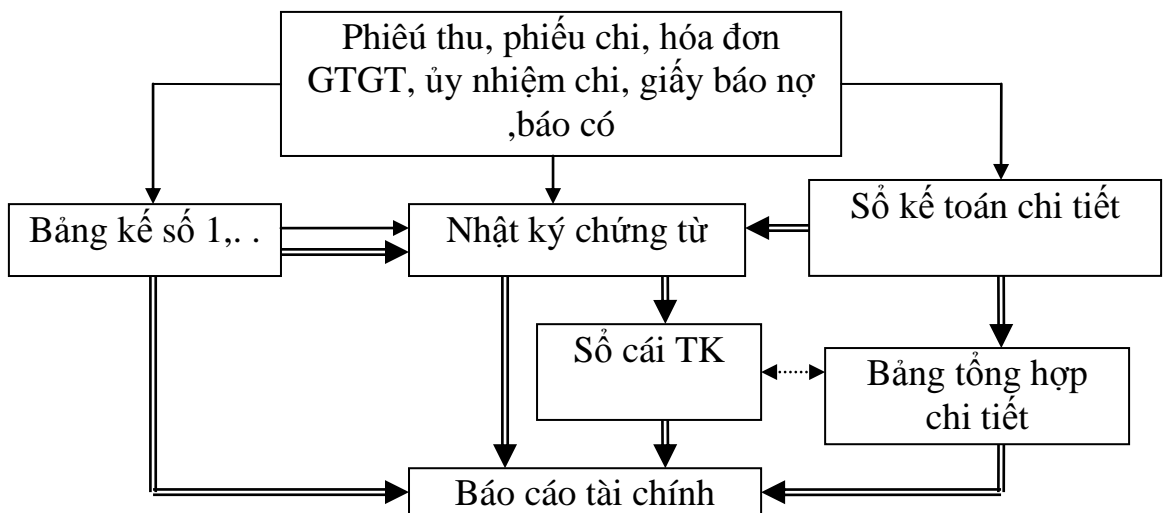 Phiêú thu, phiếu chi, hóa đơn
GTGT, ủy nhiệm chi, giấy báo nợ
,báo có
Bảng kế số 1,. .
Nhật ký chứng từ
Sổ kế toán chi tiết
Sổ cái TK
Bảng tổng hợp
chi tiết
Báo cáo tài chính